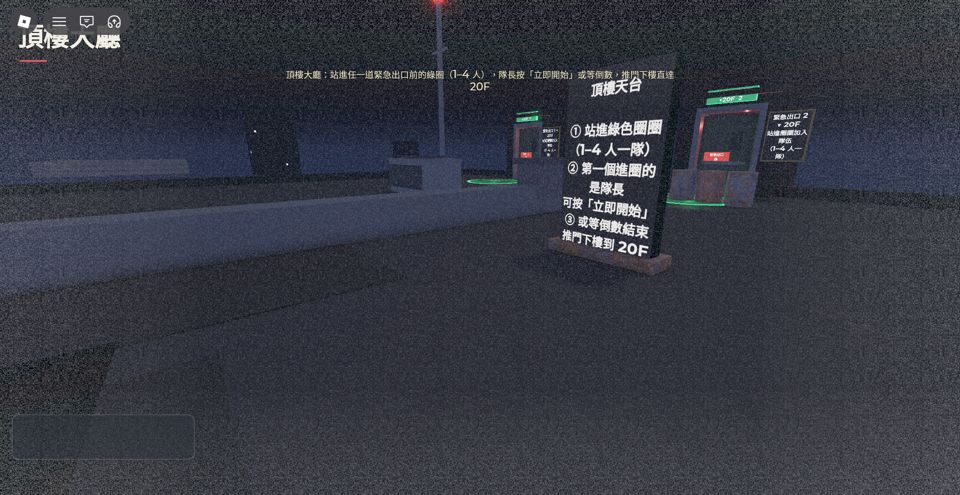 頂樓大廳
頂樓大廳：站進任一道緊急出口前的綠圈（1–4 人），隊長按「立即開始」或等倒數，推門下樓直達
20F
頂樓天台
① 站進綠色圈圈
（1–4 人一隊）
② 第一個進圈的
是隊長
可按「立即開始」
③ 或等倒數結束
推門下樓到 20F
20F 2
緊急出口 2
▼ 20F
站進圈圈加入
隊伍
（1–4 人一
隊）